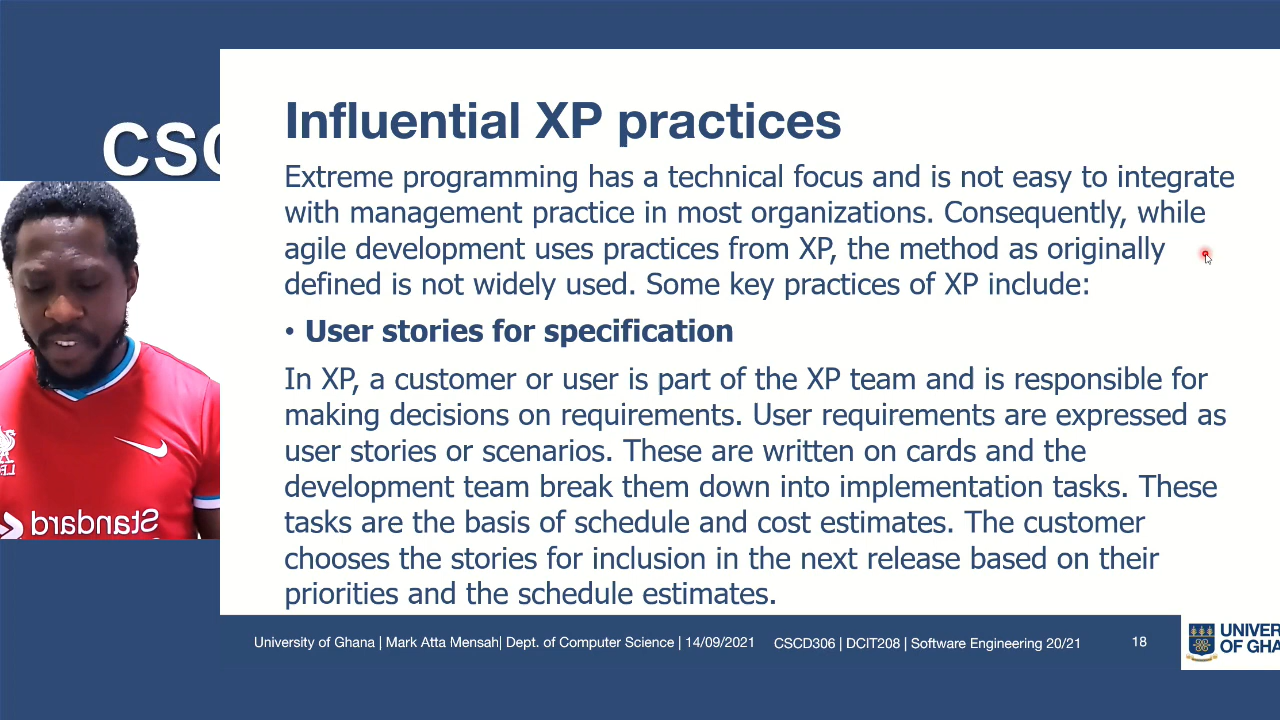 Influential XP practices
CSC
Extreme programming has a technical focus and is not easy to integrate
with management practice in most organizations. Consequently, while
agile development uses practices from XP, the method as originally
defined is not widely used. Some key practices of XP include:
• User stories for specification
In XP, a customer or user is part of the XP team and is responsible for
making decisions on requirements. User requirements are expressed as
user stories or scenarios. These are written on cards and the
development team break them down into implementation tasks. These
tasks are the basis of schedule and cost estimates. The customer
chooses the stories for inclusion in the next release based on their
priorities and the schedule estimates.
Standard
University of Ghana | Mark Atta Mensah| Dept. of Computer Science | 14/09/2021 CSCD306 | DCIT208 | Software Engineering 20/21 18
UNIVER
OF GHA